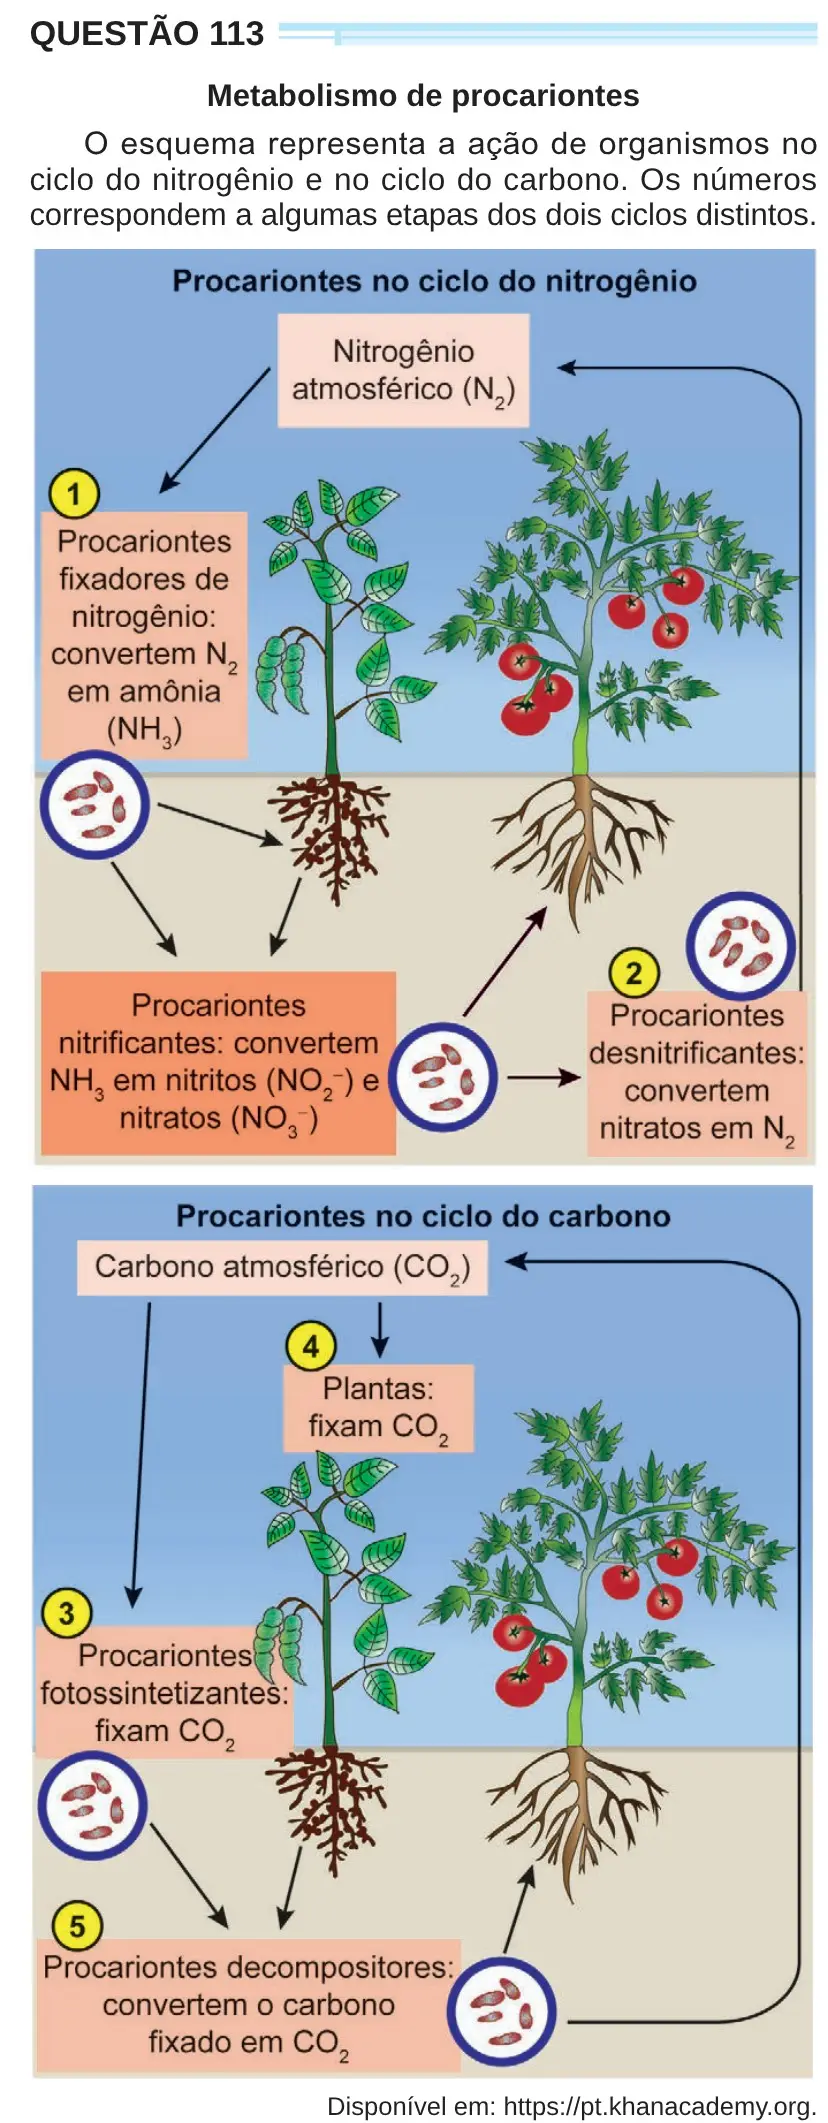 QUESTÃO 113
Metabolismo de procariontes
O esquema representa a ação de organismos no
ciclo do nitrogênio e no ciclo do carbono. Os números
correspondem a algumas etapas dos dois ciclos distintos.
Procariontes no ciclo do nitrogênio
Nitrogênio
atmosférico (N₂)
1
Procariontes
fixadores de
nitrogênio:
convertem N₂
em amônia
(NH₃)
Procariontes
nitrificantes: convertem
NH₃ em nitritos (NO₂⁻) e
nitratos (NO₃⁻)
2
Procariontes
desnitrificantes:
convertem
nitratos em N₂
Procariontes no ciclo do carbono
Carbono atmosférico (CO₂)
4
Plantas:
fixam CO₂
3
Procariontes
fotossintetizantes:
fixam CO₂
5
Procariontes decompositores:
convertem o carbono
fixado em CO₂
Disponível em: https://pt.khanacademy.org.